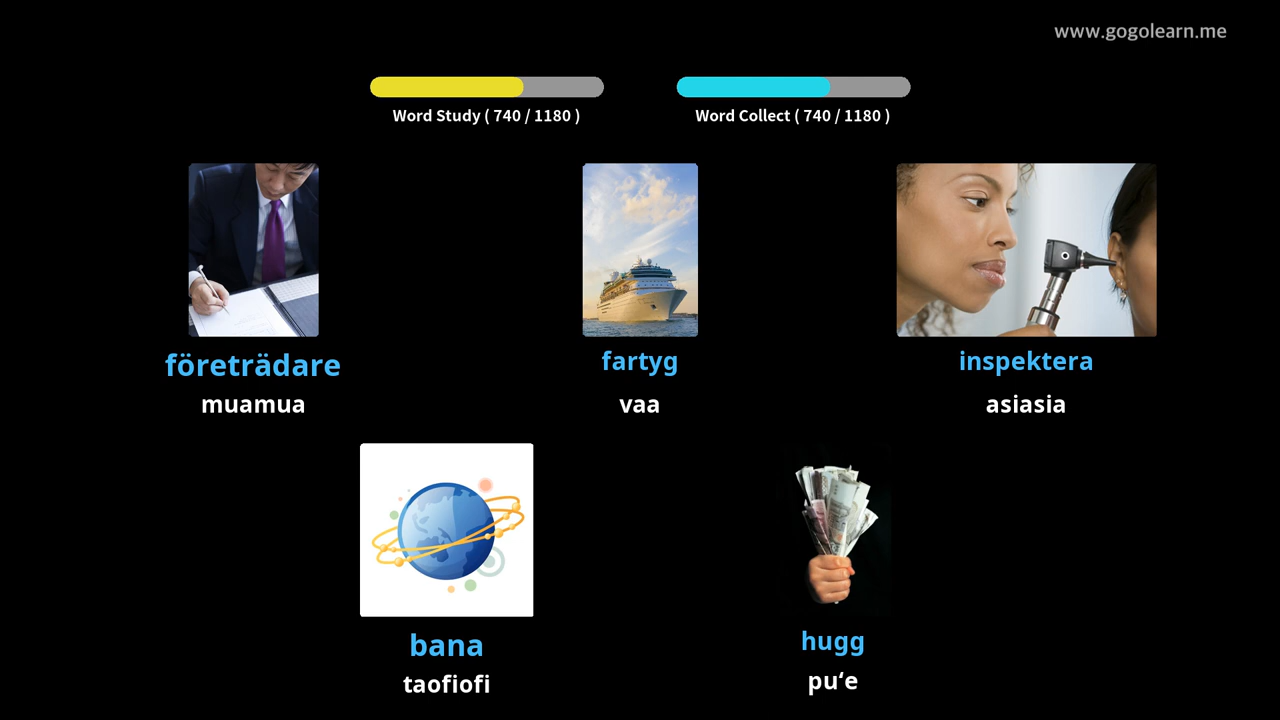 www.gogolearn.me
Word Study ( 740 / 1180 )
Word Collect ( 740 / 1180 )
företrädare
muamua
fartyg
vaa
inspektera
asiasia
bana
taofiofi
hugg
pu‘e